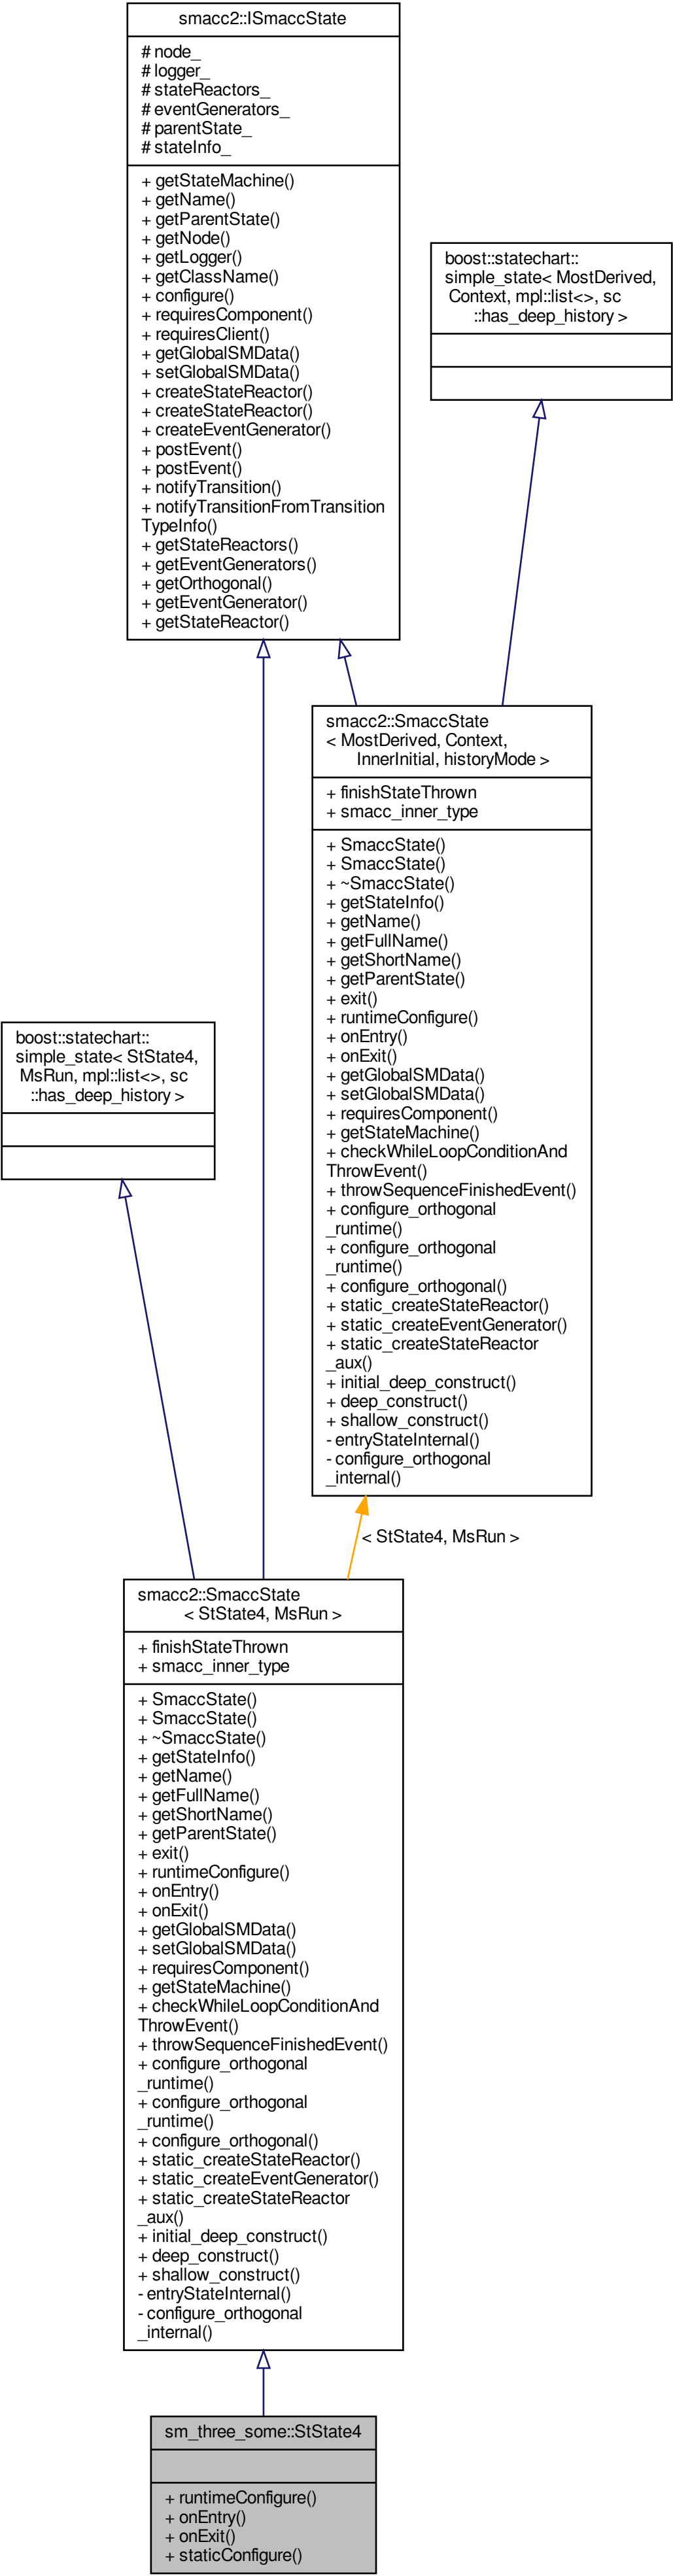 smacc2::ISmaccState
# node_
# logger_
# stateReactors_
# eventGenerators_
# parentState_
# stateInfo_
+ getStateMachine()
+ getName()
+ getParentState()
+ getNode()
+ getLogger()
+ getClassName()
+ configure()
+ requiresComponent()
+ requiresClient()
+ getGlobalSMData()
+ setGlobalSMData()
+ createStateReactor()
+ createStateReactor()
+ createEventGenerator()
+ postEvent()
+ postEvent()
+ notifyTransition()
+ notifyTransitionFromTransition
TypeInfo()
+ getStateReactors()
+ getEventGenerators()
+ getOrthogonal()
+ getEventGenerator()
+ getStateReactor()
boost::statechart::
simple_state< MostDerived,
Context, mpl::list<>, sc
::has_deep_history >
smacc2::SmaccState
< MostDerived, Context,
InnerInitial, historyMode >
+ finishStateThrown
+ smacc_inner_type
+ SmaccState()
+ SmaccState()
+ ~SmaccState()
+ getStateInfo()
+ getName()
+ getFullName()
+ getShortName()
+ getParentState()
+ exit()
+ runtimeConfigure()
+ onEntry()
+ onExit()
+ getGlobalSMData()
+ setGlobalSMData()
+ requiresComponent()
+ getStateMachine()
+ checkWhileLoopConditionAnd
ThrowEvent()
+ throwSequenceFinishedEvent()
+ configure_orthogonal
_runtime()
+ configure_orthogonal
_runtime()
+ configure_orthogonal()
+ static_createStateReactor()
+ static_createEventGenerator()
+ static_createStateReactor
_aux()
+ initial_deep_construct()
+ deep_construct()
+ shallow_construct()
- entryStateInternal()
- configure_orthogonal
_internal()
boost::statechart::
simple_state< StState4,
MsRun, mpl::list<>, sc
::has_deep_history >
< StState4, MsRun >
smacc2::SmaccState
< StState4, MsRun >
+ finishStateThrown
+ smacc_inner_type
+ SmaccState()
+ SmaccState()
+ ~SmaccState()
+ getStateInfo()
+ getName()
+ getFullName()
+ getShortName()
+ getParentState()
+ exit()
+ runtimeConfigure()
+ onEntry()
+ onExit()
+ getGlobalSMData()
+ setGlobalSMData()
+ requiresComponent()
+ getStateMachine()
+ checkWhileLoopConditionAnd
ThrowEvent()
+ throwSequenceFinishedEvent()
+ configure_orthogonal
_runtime()
+ configure_orthogonal
_runtime()
+ configure_orthogonal()
+ static_createStateReactor()
+ static_createEventGenerator()
+ static_createStateReactor
_aux()
+ initial_deep_construct()
+ deep_construct()
+ shallow_construct()
- entryStateInternal()
- configure_orthogonal
_internal()
sm_three_some::StState4
+ runtimeConfigure()
+ onEntry()
+ onExit()
+ staticConfigure()